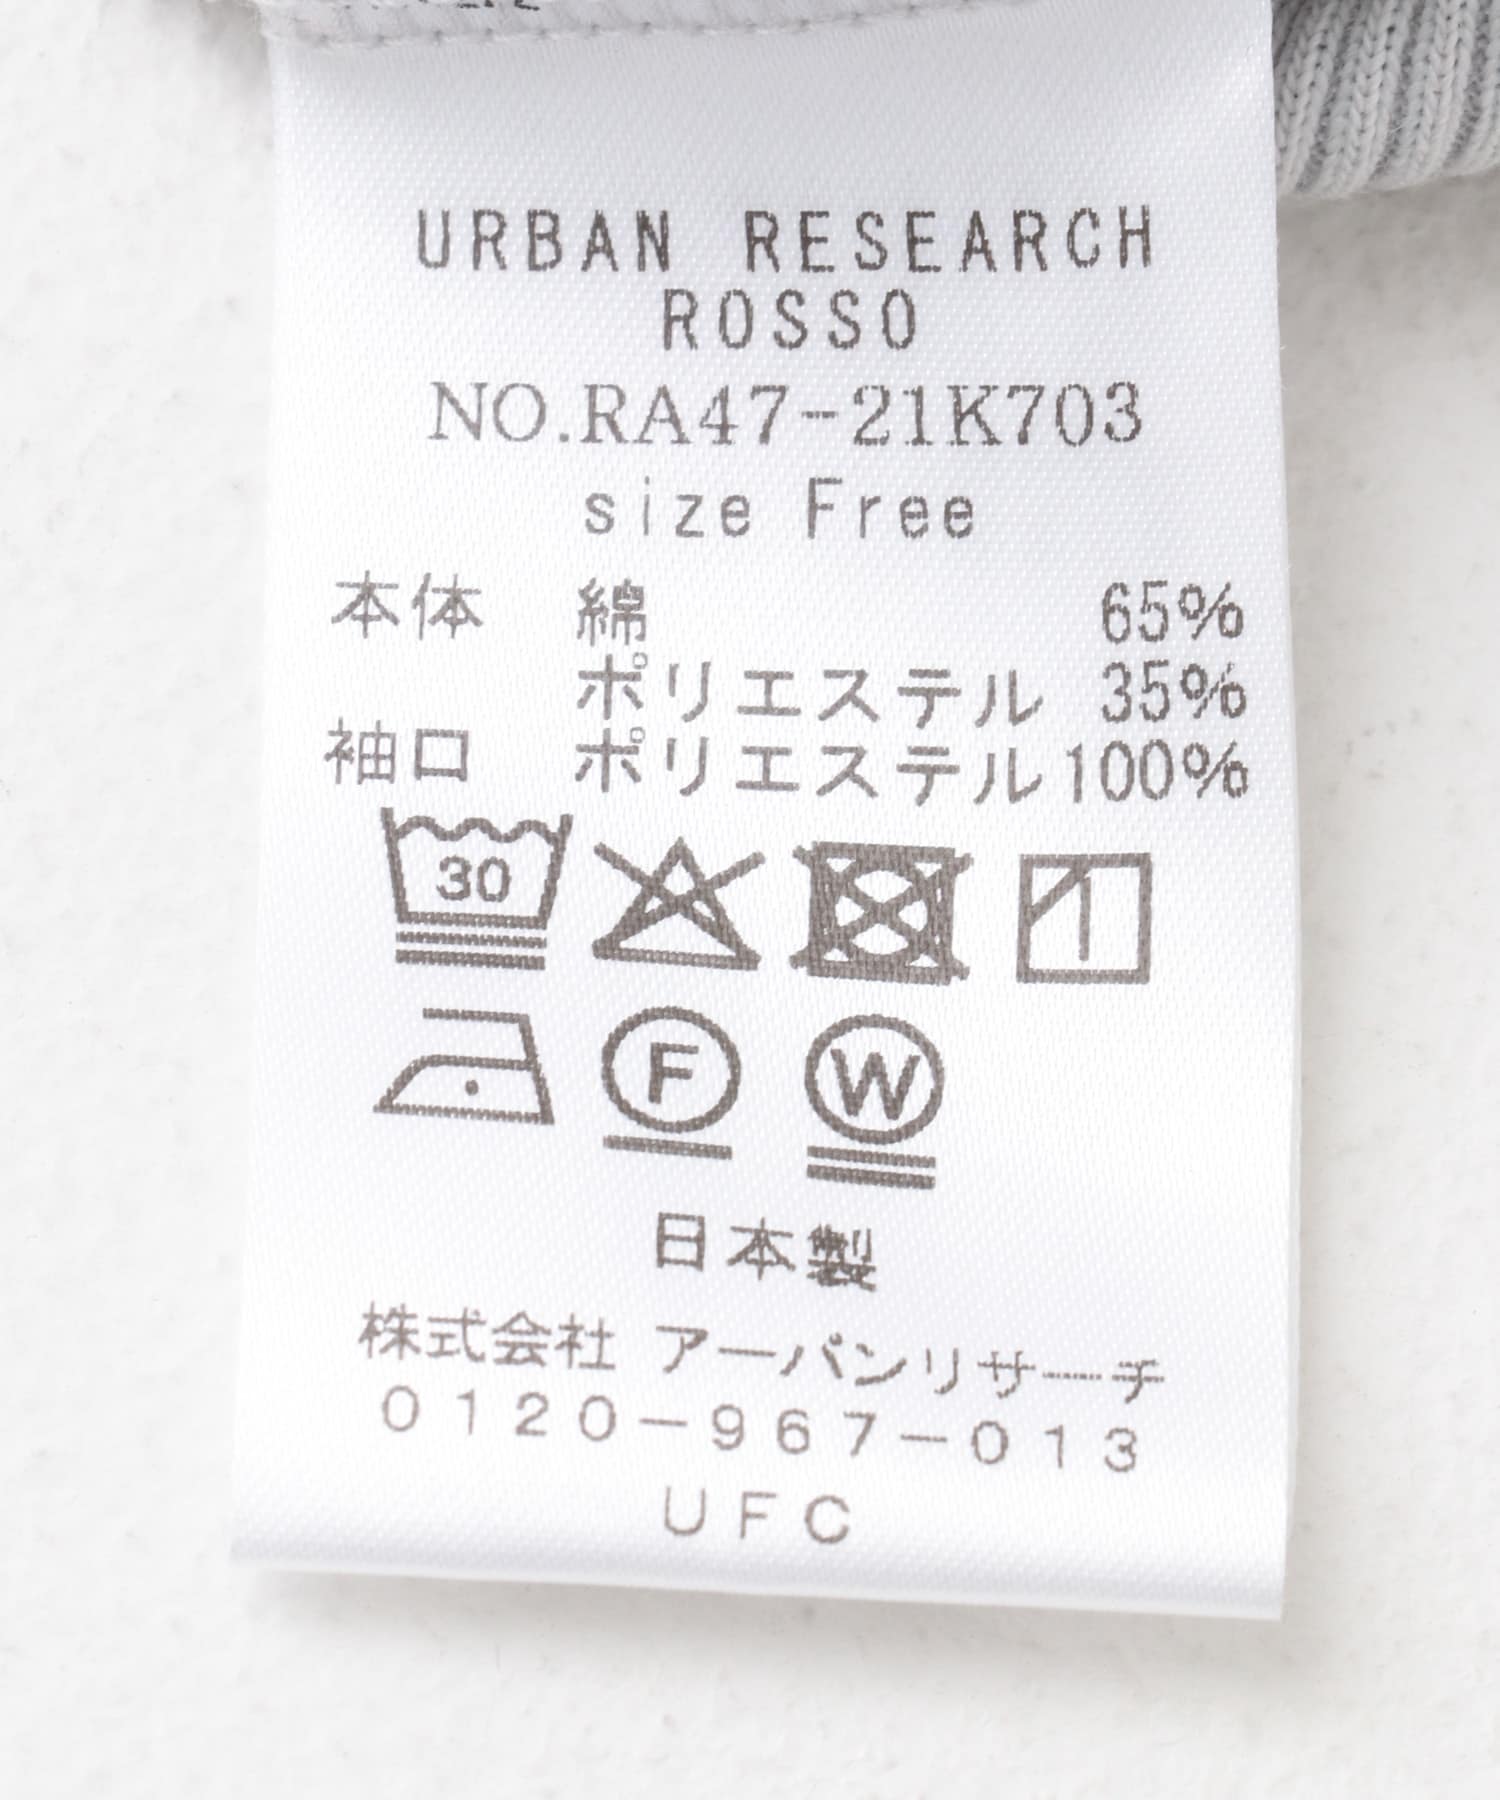 URBAN RESEARCH
ROSSO
NO.RA47-21K703
size Free
本体 綿 65%
ポリエステル 35%
袖口 ポリエステル 100%
30
F
W
日本製
株式会社 アーバンリサーチ
0120-967-013
UFC